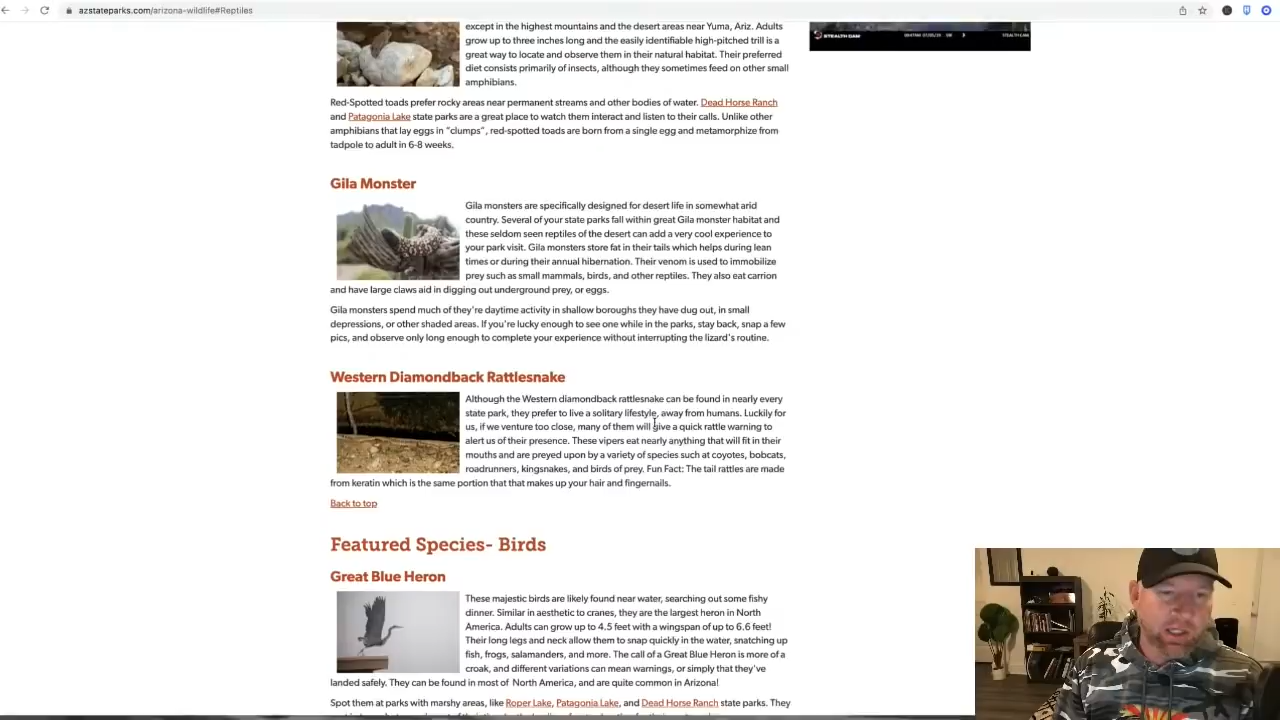 azstateparks.com/arizona-wildlife#Reptiles
STEALTH CAM
STEALTH CAM
except in the highest mountains and the desert areas near Yuma, Ariz. Adults
grow up to three inches long and the easily identifiable high-pitched trill is a
great way to locate and observe them in their natural habitat. Their preferred
diet consists primarily of insects, although they sometimes feed on other small
amphibians.
Red-Spotted toads prefer rocky areas near permanent streams and other bodies of water. Dead Horse Ranch
and Patagonia Lake state parks are a great place to watch them interact and listen to their calls. Unlike other
amphibians that lay eggs in "clumps", red-spotted toads are born from a single egg and metamorphize from
tadpole to adult in 6-8 weeks.
Gila Monster
Gila monsters are specifically designed for desert life in somewhat arid
country. Several of your state parks fall within great Gila monster habitat and
these seldom seen reptiles of the desert can add a very cool experience to
your park visit. Gila monsters store fat in their tails which helps during lean
times or during their annual hibernation. Their venom is used to immobilize
prey such as small mammals, birds, and other reptiles. They also eat carrion
and have large claws aid in digging out underground prey, or eggs.
Gila monsters spend much of they're daytime activity in shallow boroughs they have dug out, in small
depressions, or other shaded areas. If you're lucky enough to see one while in the parks, stay back, snap a few
pics, and observe only long enough to complete your experience without interrupting the lizard's routine.
Western Diamondback Rattlesnake
Although the Western diamondback rattlesnake can be found in nearly every
state park, they prefer to live a solitary lifestyle, away from humans. Luckily for
us, if we venture too close, many of them will give a quick rattle warning to
alert us of their presence. These vipers eat nearly anything that will fit in their
mouths and are preyed upon by a variety of species such at coyotes, bobcats,
roadrunners, kingsnakes, and birds of prey. Fun Fact: The tail rattles are made
from keratin which is the same portion that that makes up your hair and fingernails.
Back to top
Featured Species- Birds
Great Blue Heron
These majestic birds are likely found near water, searching out some fishy
dinner. Similar in aesthetic to cranes, they are the largest heron in North
America. Adults can grow up to 4.5 feet with a wingspan of up to 6.6 feet!
Their long legs and neck allow them to snap quickly in the water, snatching up
fish, frogs, salamanders, and more. The call of a Great Blue Heron is more of a
croak, and different variations can mean warnings, or simply that they've
landed safely. They can be found in most of North America, and are quite common in Arizona!
Spot them at parks with marshy areas, like Roper Lake, Patagonia Lake, and Dead Horse Ranch state parks. They